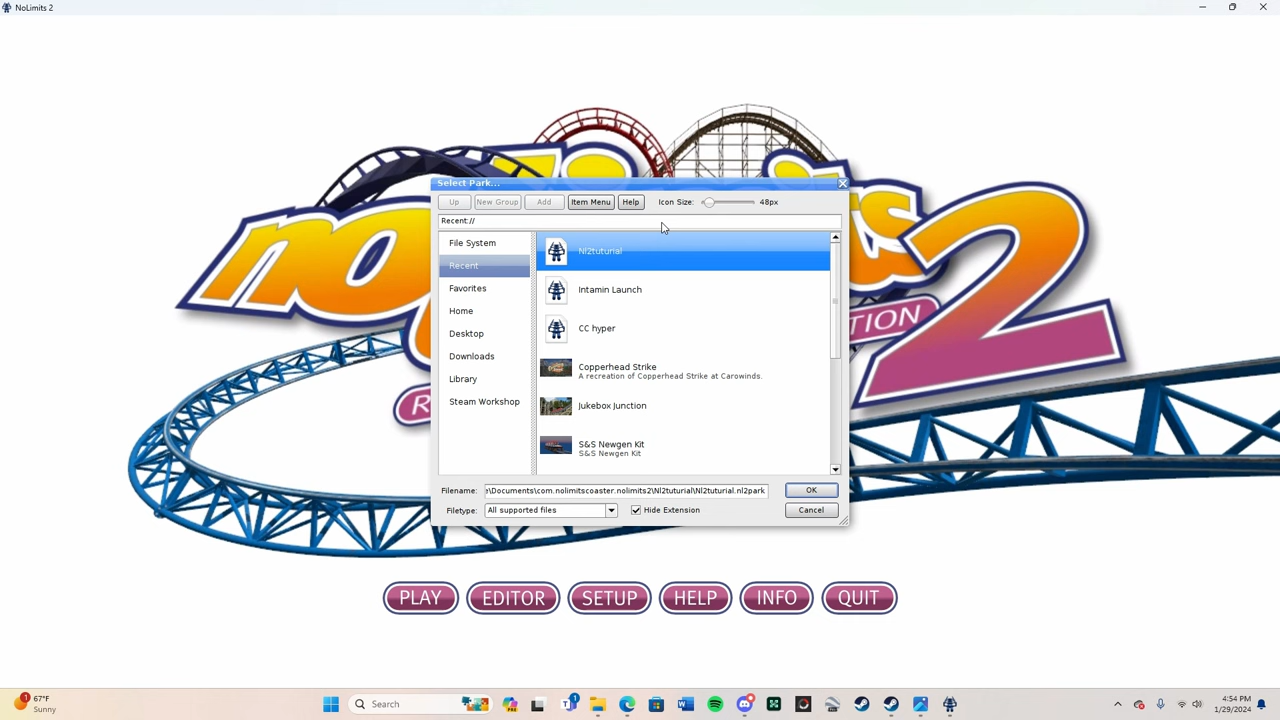 NoLimits 2
Select Park...
Up
New Group
Add
Item Menu
Help
Icon Size:
48px
Recent://
File System
Recent
Favorites
Home
Desktop
Downloads
Library
Steam Workshop
Nl2tuturial
Intamin Launch
CC hyper
Copperhead Strike
A recreation of Copperhead Strike at Carowinds.
Jukebox Junction
S&S Newgen Kit
S&S Newgen Kit
Filename:
\Documents\com.nolimitscoaster.nolimits2\Nl2tuturial\Nl2tuturial.nl2park
OK
Filetype:
All supported files
Hide Extension
Cancel
2
PLAY
EDITOR
SETUP
HELP
INFO
QUIT
1
67°F
Sunny
Search
1
4:54 PM
1/29/2024